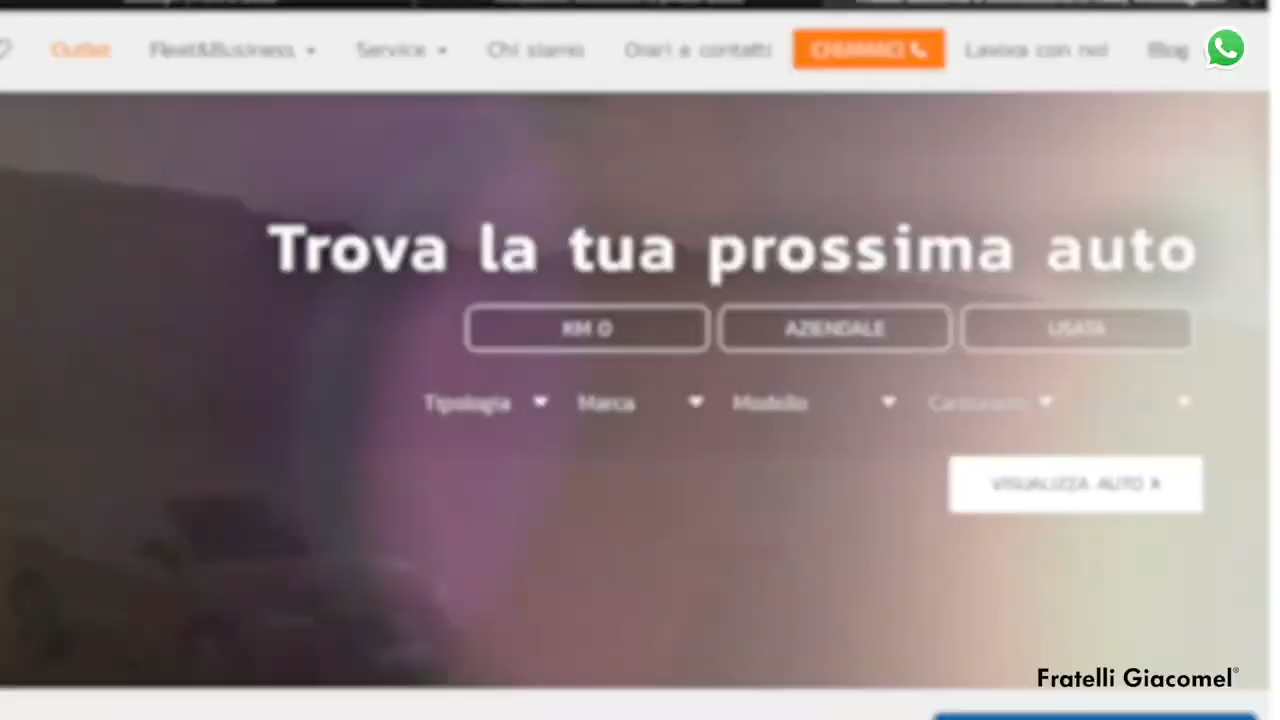 Outlet Fleet&Business Service Chi siamo Orari e contatti CHIAMACI Lavora con noi Blog
Trova la tua prossima auto
KM 0 AZIENDALE USATA
Tipologia Marca Modello Carburante
VISUALIZZA AUTO
Fratelli Giacomel®